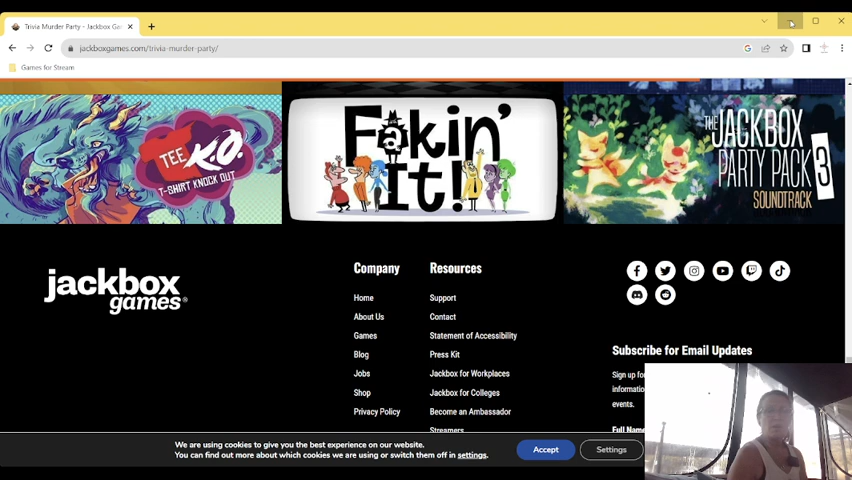 Trivia Murder Party - Jackbox Gam
jackboxgames.com/trivia-murder-party/
Games for Stream
TEE K.O.
T-SHIRT KNOCK OUT
Fakin' It!
THE JACKBOX PARTY PACK 3 SOUNDTRACK
jackbox games®
Company
Home
About Us
Games
Blog
Jobs
Shop
Privacy Policy
Resources
Support
Contact
Statement of Accessibility
Press Kit
Jackbox for Workplaces
Jackbox for Colleges
Become an Ambassador
Streamers
Subscribe for Email Updates
Sign up for
information
events.
Full Name
We are using cookies to give you the best experience on our website.
You can find out more about which cookies we are using or switch them off in settings.
Accept
Settings